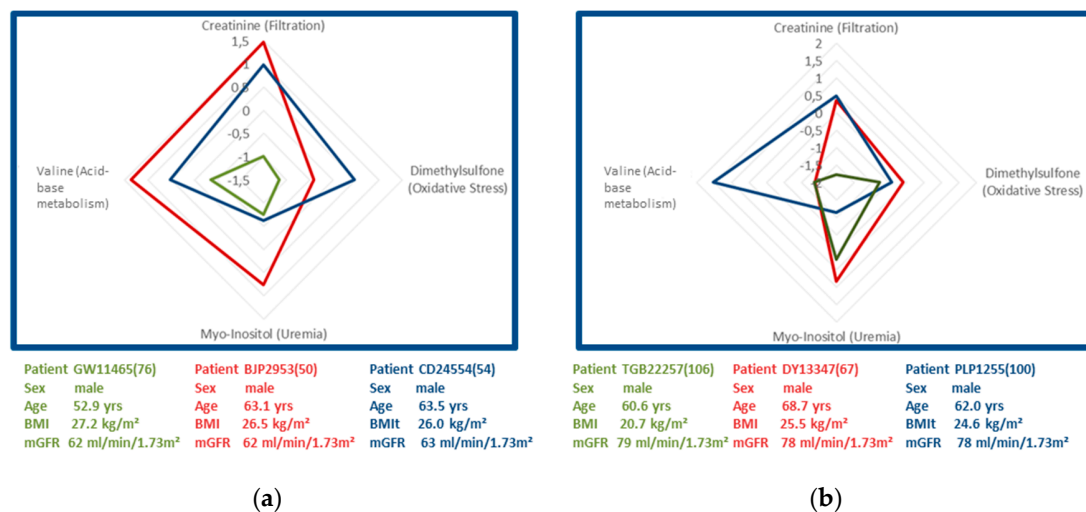 (a)
(b)
Creatinine (Filtration)
1,5
1
0,5
0
-0,5
-1
-1,5
Valine (Acid-
base
metabolism)
Dimethylsulfone
(Oxidative Stress)
Myo-Inositol (Uremia)
Creatinine (Filtration)
2
1,5
1
0,5
0
-0,5
-1
-1,5
-2
Valine (Acid-base
metabolism)
Dimethylsulfone
(Oxidative Stress)
Myo-Inositol (Uremia)
Patient GW11465(76)
Sex male
Age 52.9 yrs
BMI 27.2 kg/m²
mGFR 62 ml/min/1.73m²
Patient BJP2953(50)
Sex male
Age 63.1 yrs
BMI 26.5 kg/m²
mGFR 62 ml/min/1.73m²
Patient CD24554(54)
Sex male
Age 63.5 yrs
BMI 26.0 kg/m²
mGFR 63 ml/min/1.73m²
Patient TGB22257(106)
Sex male
Age 60.6 yrs
BMI 20.7 kg/m²
mGFR 79 ml/min/1.73m²
Patient DY13347(67)
Sex male
Age 68.7 yrs
BMI 25.5 kg/m²
mGFR 78 ml/min/1.73m²
Patient PLP1255(100)
Sex male
Age 62.0 yrs
BMIt 24.6 kg/m²
mGFR 78 ml/min/1.73m²
(a)
(b)